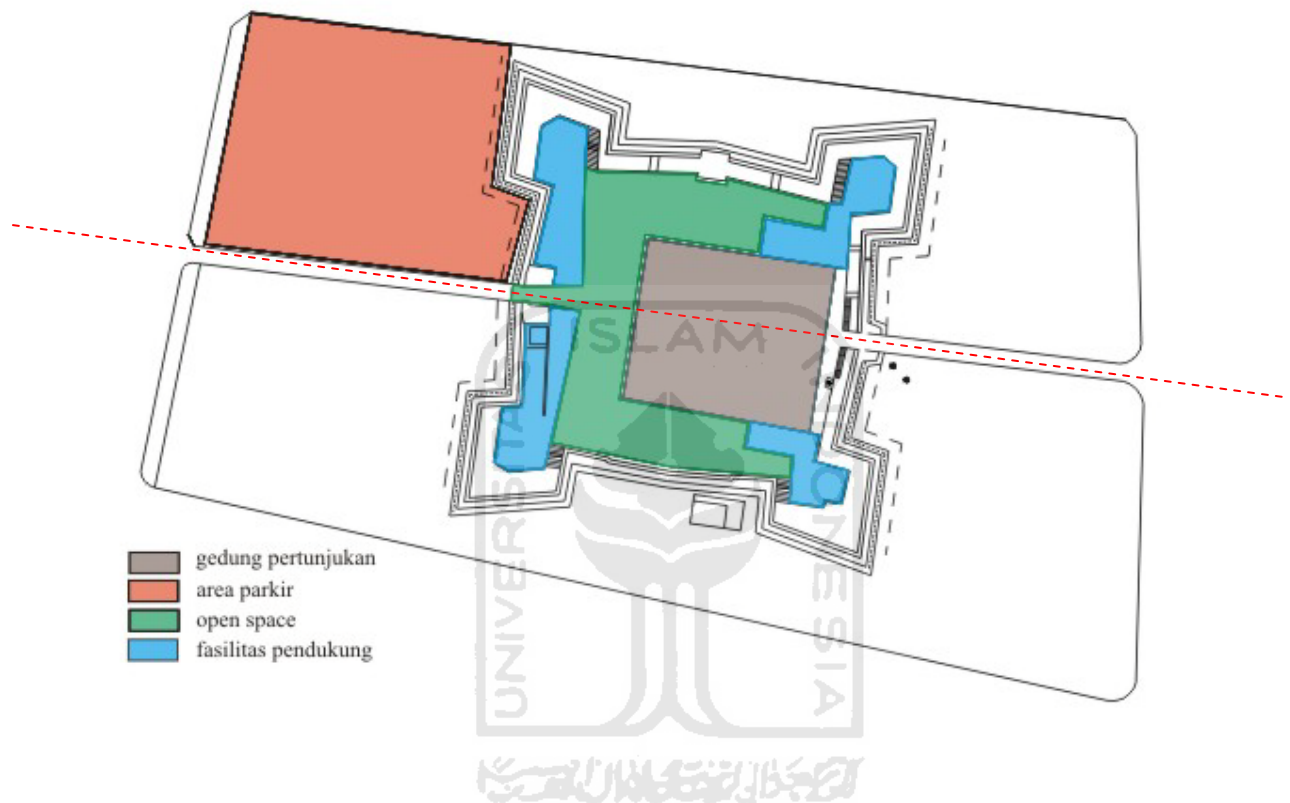 ISLAM
UNIVERSITAS
INDONESIA
gedung pertunjukan
area parkir
open space
fasilitas pendukung